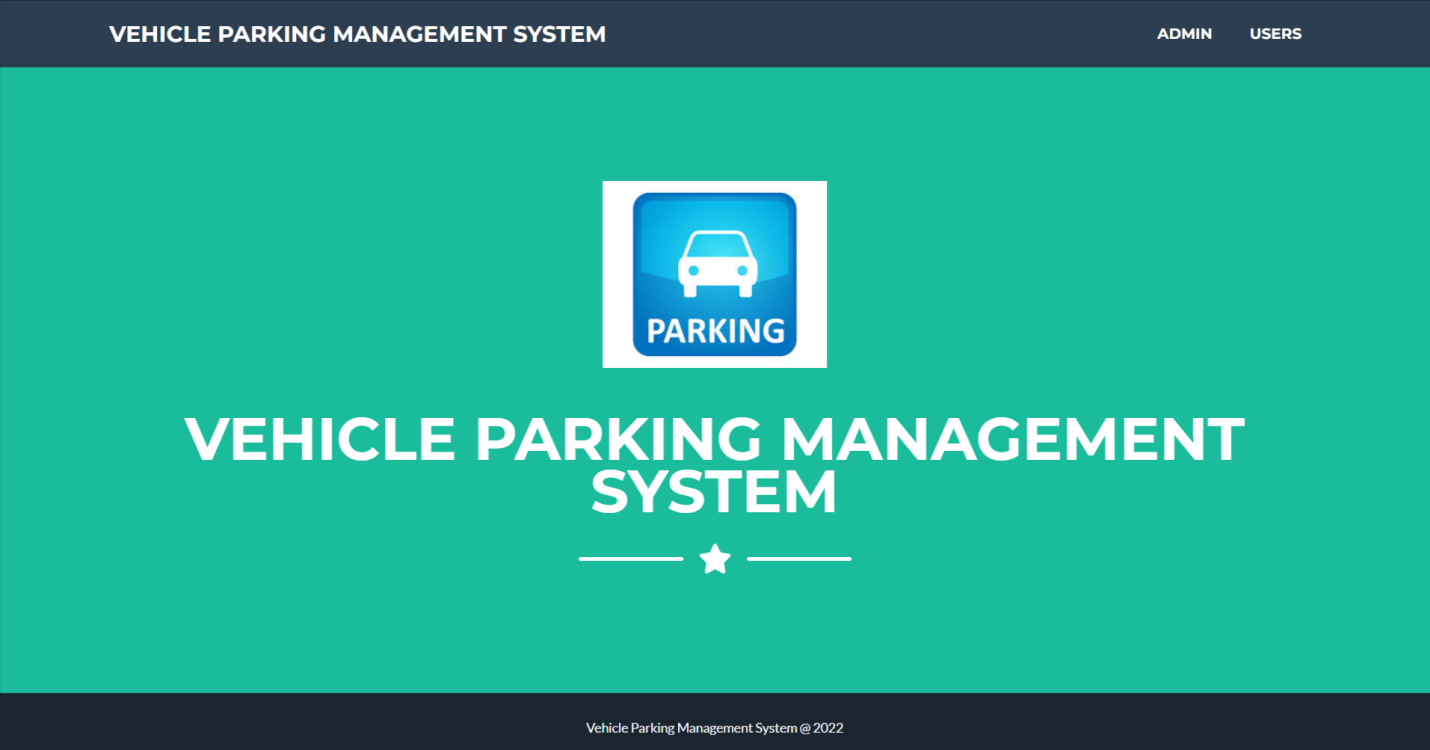 VEHICLE PARKING MANAGEMENT SYSTEM
ADMIN
USERS
PARKING
VEHICLE PARKING MANAGEMENT
SYSTEM
Vehicle Parking Management System @ 2022